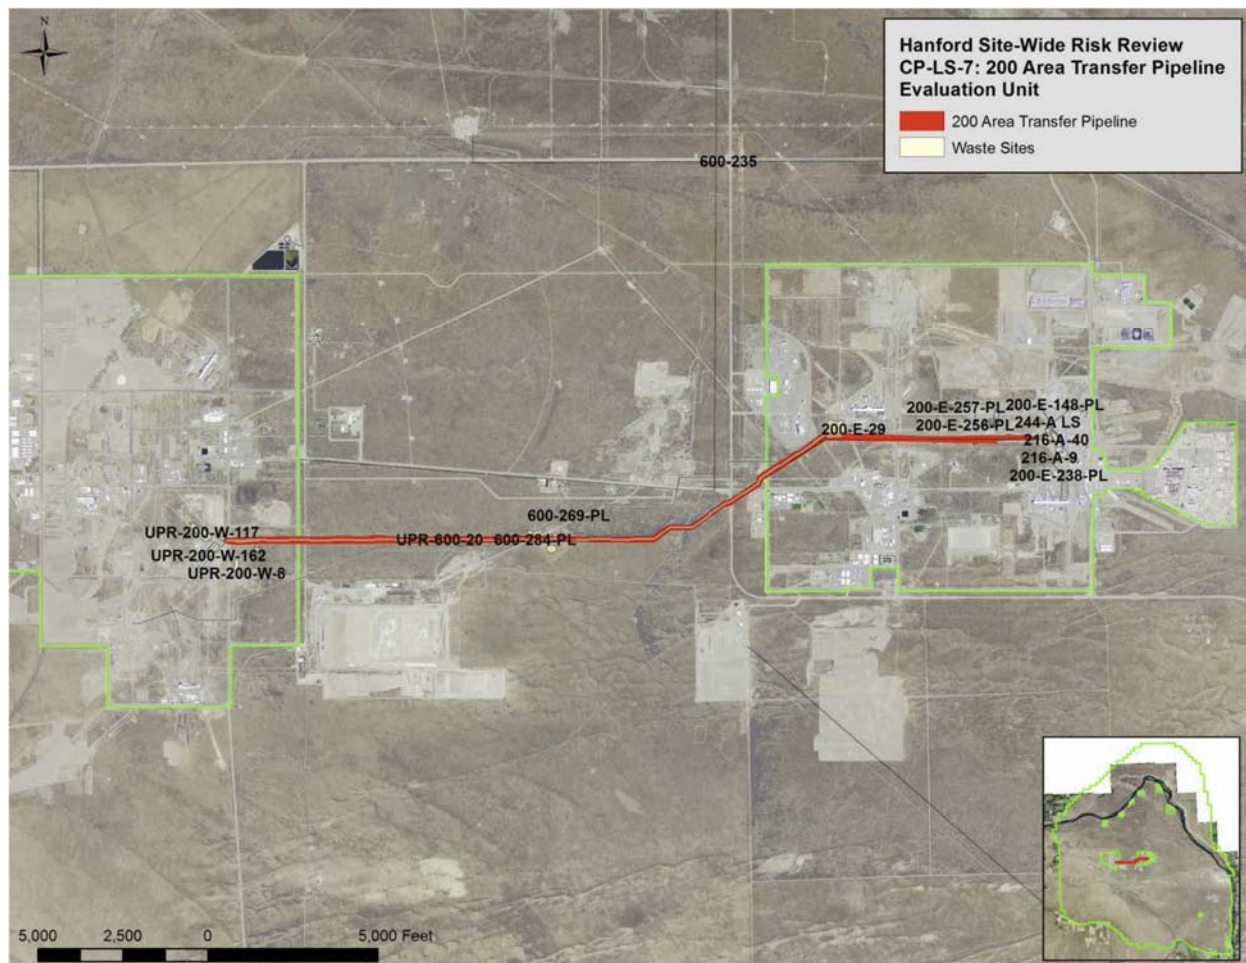 N
Hanford Site-Wide Risk Review
CP-LS-7: 200 Area Transfer Pipeline
Evaluation Unit
200 Area Transfer Pipeline
Waste Sites
600-235
200-E-257-PL 200-E-148-PL
200-E-29 200-E-256-PL 244-A LS
216-A-40
216-A-9
200-E-238-PL
600-269-PL
UPR-200-W-117
UPR-600-20 600-284-PL
UPR-200-W-162
UPR-200-W-8
5,000 2,500 0 5,000 Feet